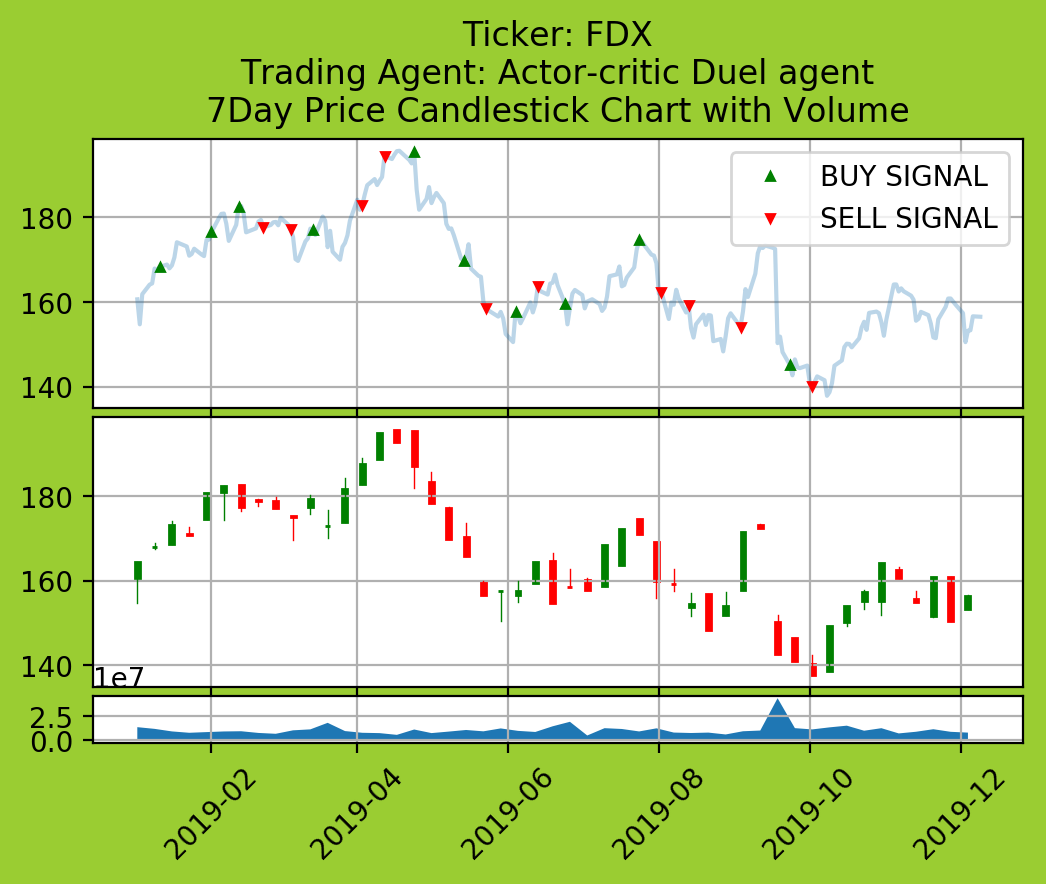 Ticker: FDX
Trading Agent: Actor-critic Duel agent
7Day Price Candlestick Chart with Volume
BUY SIGNAL
SELL SIGNAL
180
160
140
180
160
140
1e7
2.5
0.0
2019-02
2019-04
2019-06
2019-08
2019-10
2019-12